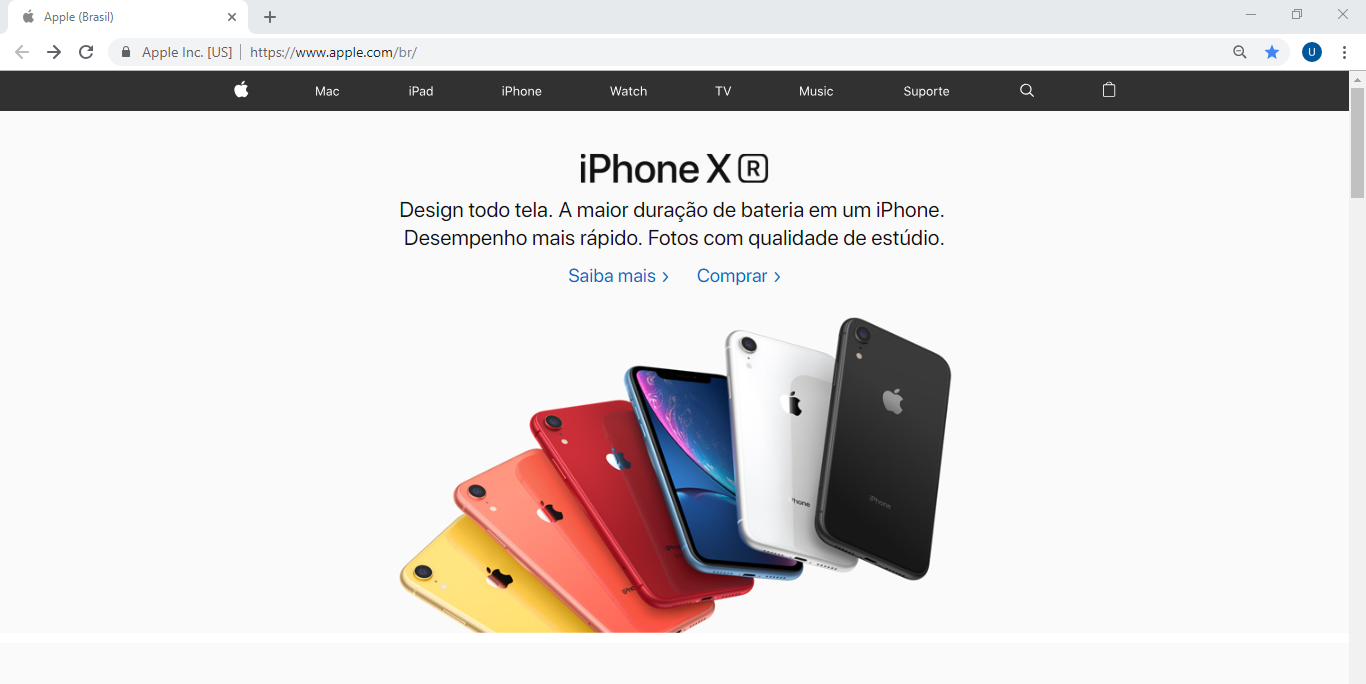 Apple (Brasil)
Apple Inc. [US] | https://www.apple.com/br/
U
Mac iPad iPhone Watch TV Music Suporte
iPhone XR
Design todo tela. A maior duração de bateria em um iPhone.
Desempenho mais rápido. Fotos com qualidade de estúdio.
Saiba mais > Comprar >
iPhone